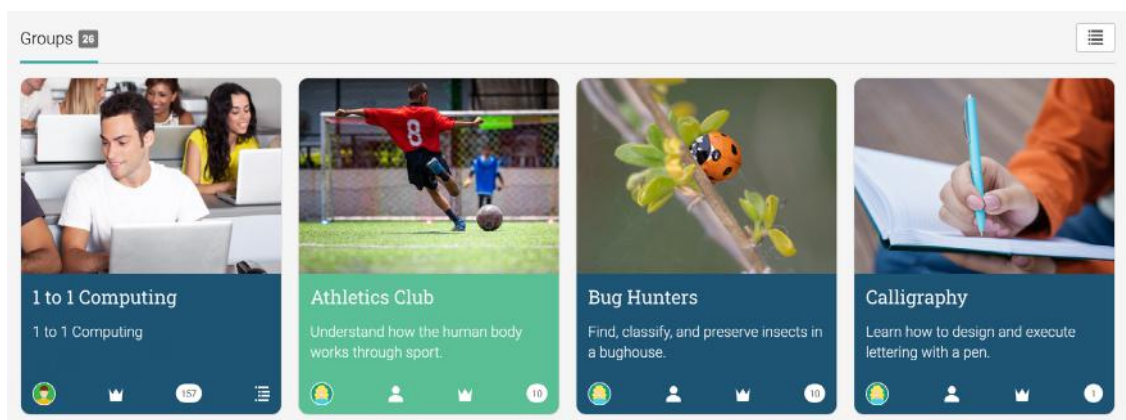 Groups 26
8
1 to 1 Computing
1 to 1 Computing
157
Athletics Club
Understand how the human body
works through sport.
10
Bug Hunters
Find, classify, and preserve insects in
a bughouse.
10
Calligraphy
Learn how to design and execute
lettering with a pen.
1